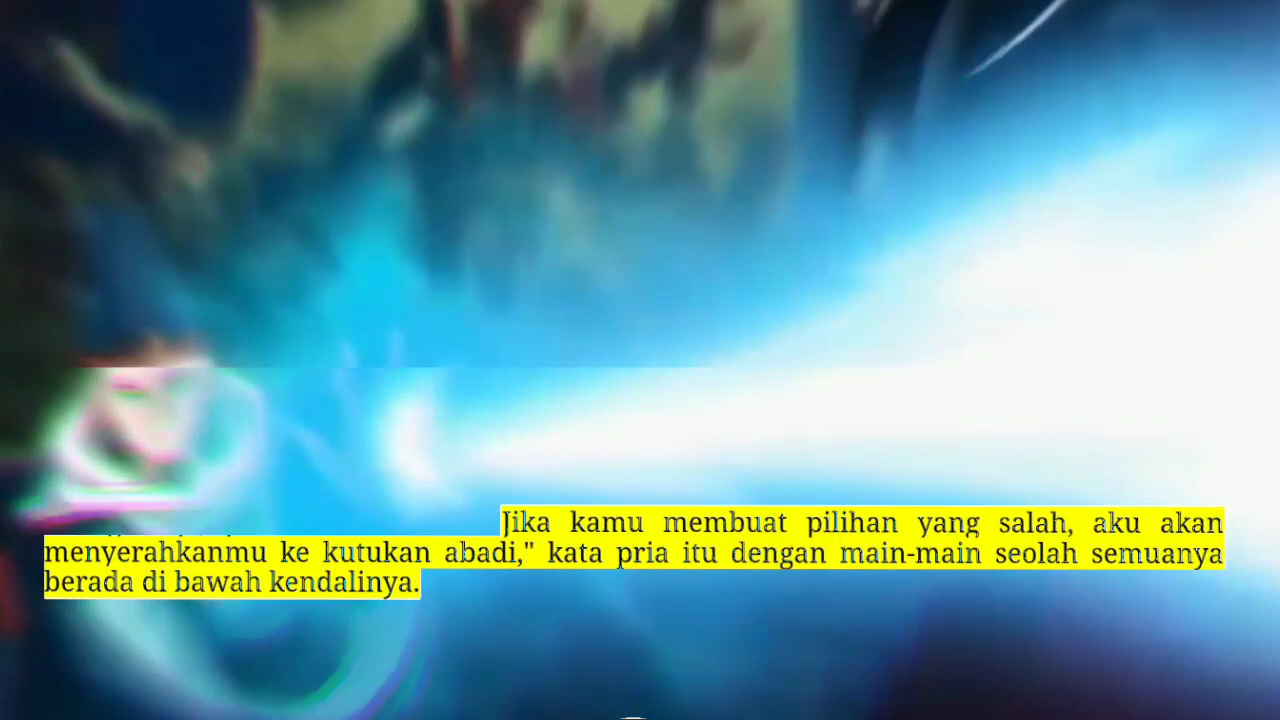 Jika kamu membuat pilihan yang salah, aku akan
menyerahkanmu ke kutukan abadi," kata pria itu dengan main-main seolah semuanya
berada di bawah kendalinya.